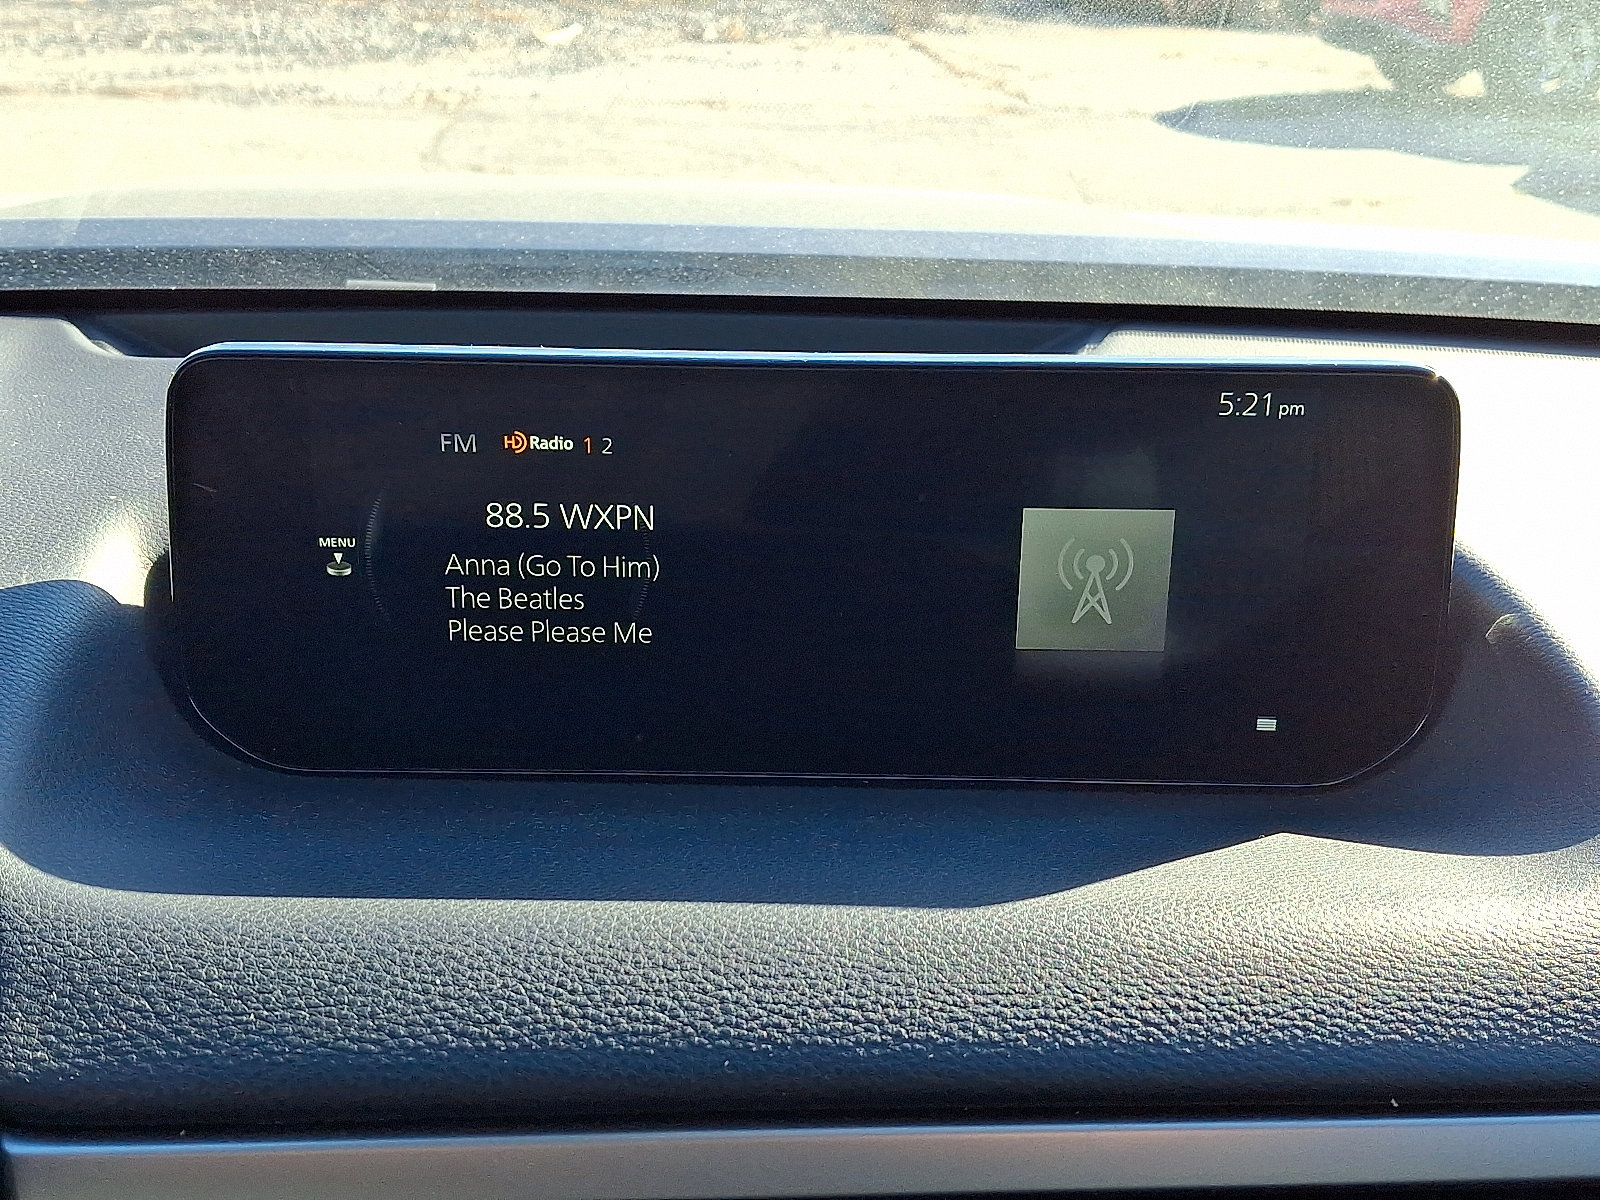 5:21 pm
FM HD Radio 1 2
88.5 WXPN
MENU
Anna (Go To Him)
The Beatles
Please Please Me